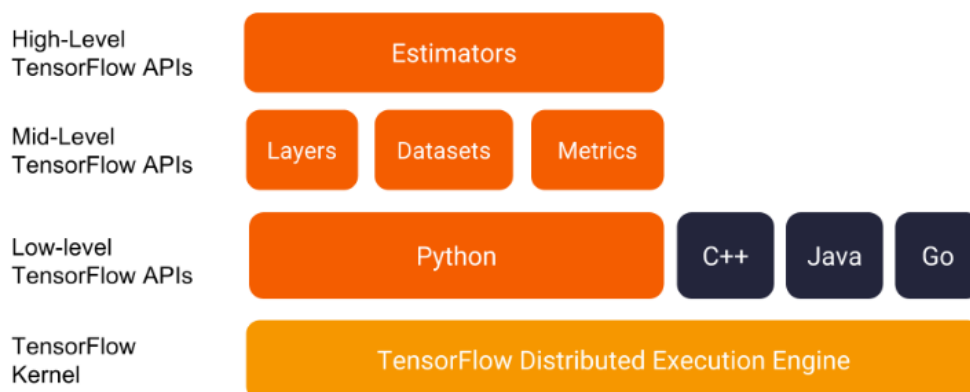 High-Level
TensorFlow APIs
Estimators
Mid-Level
TensorFlow APIs
Layers
Datasets
Metrics
Low-level
TensorFlow APIs
Python
C++
Java
Go
TensorFlow
Kernel
TensorFlow Distributed Execution Engine